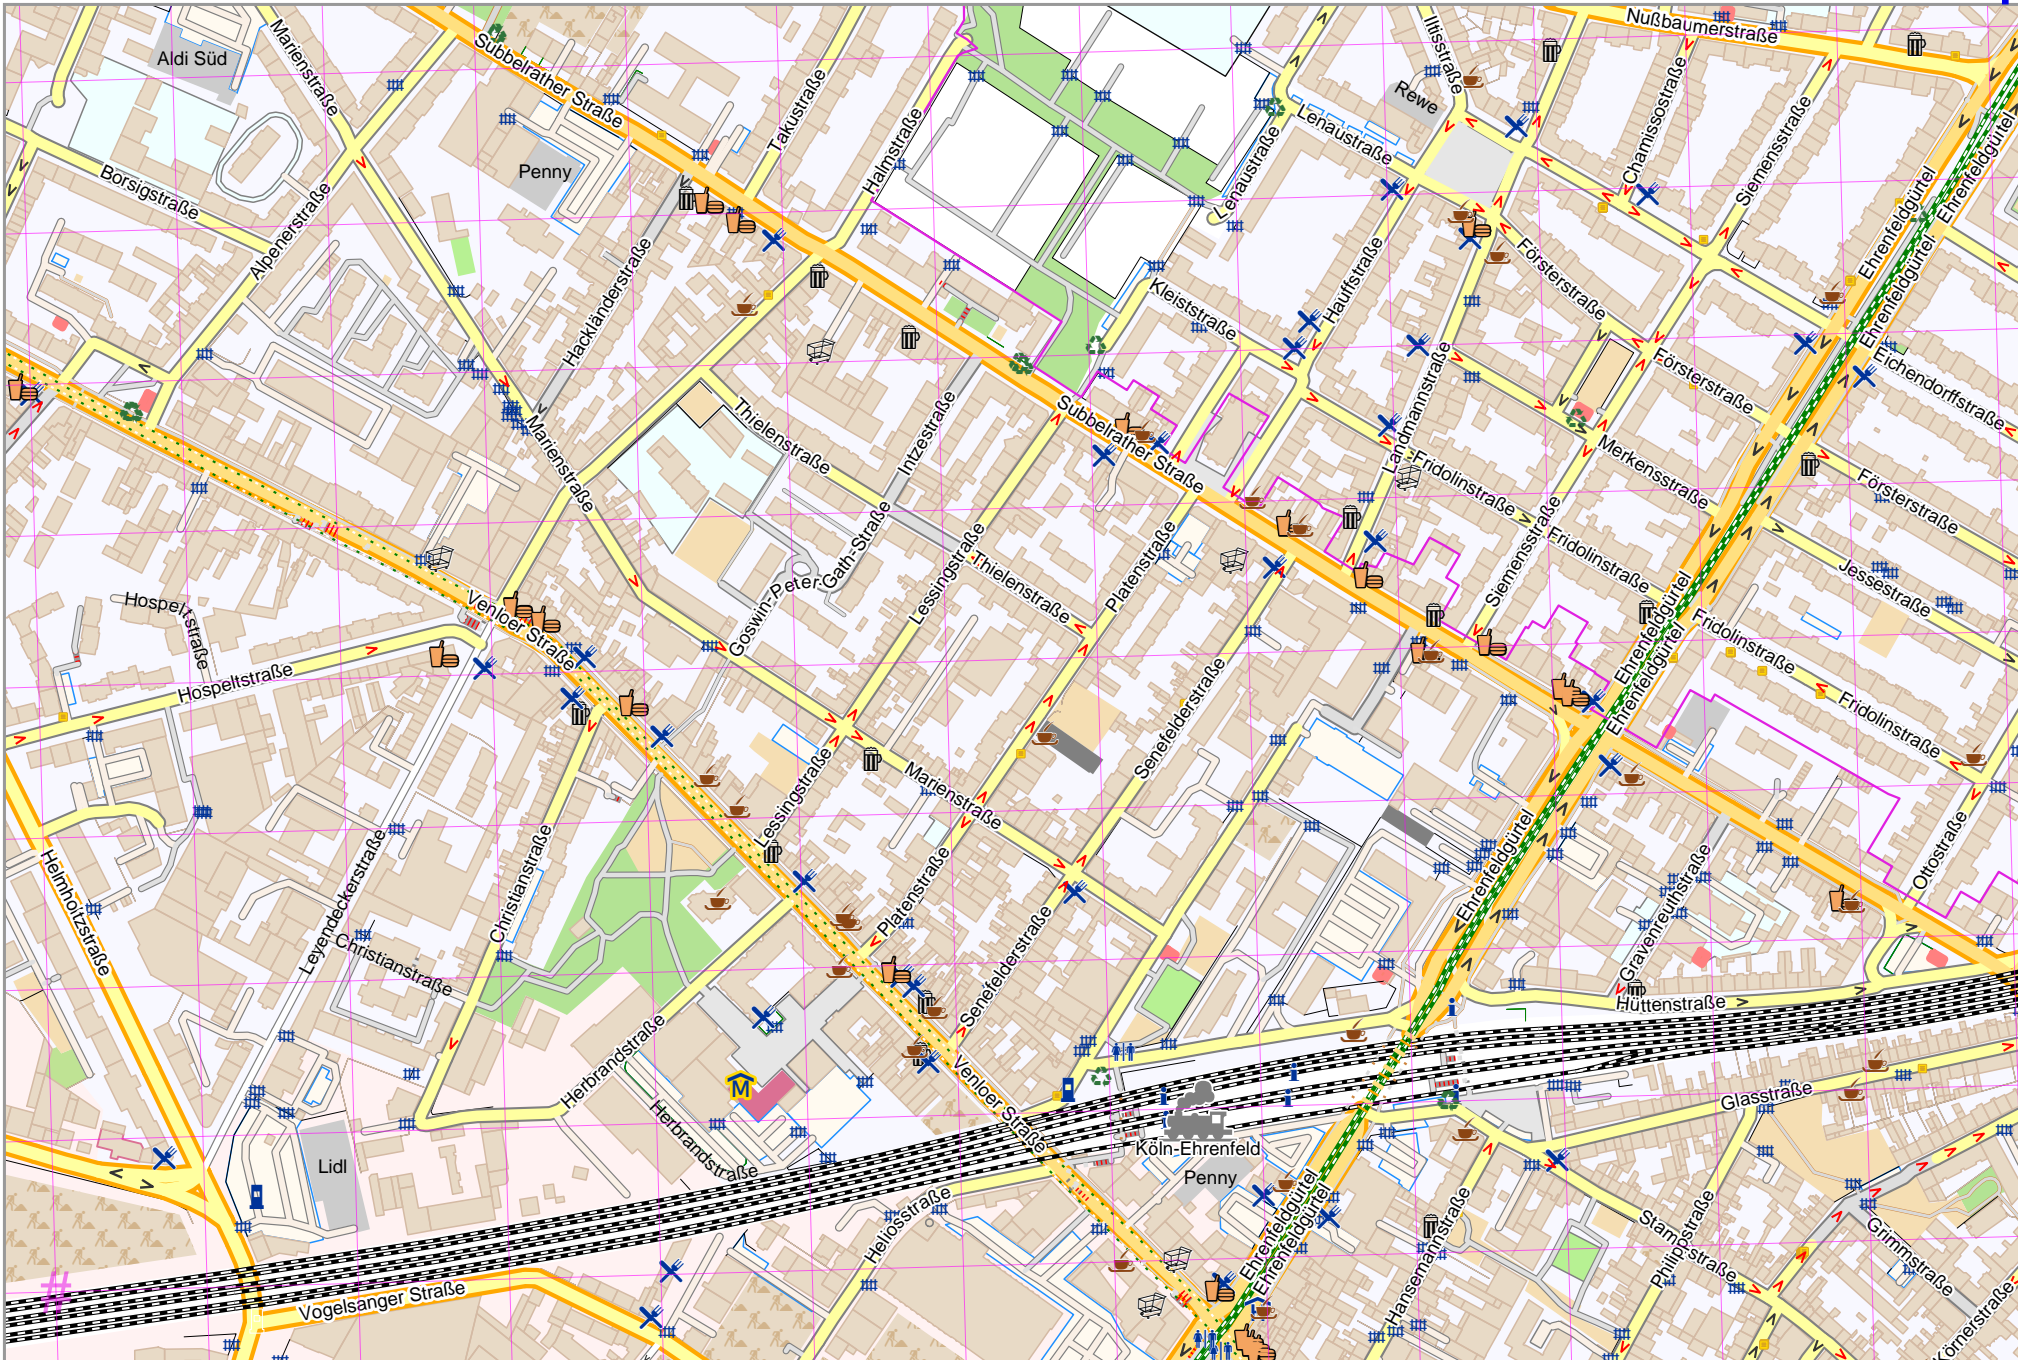 Nußbaumerstraße
Iltisstraße
Marienstraße
Subbelrather Straße
Aldi Süd
Takustraße
Rewe
Chamissostraße
Siemensstraße
Ehrenfeldgürtel
Lenaustraße
Halmstraße
Penny
Borsigstraße
Lenaustraße
Ehrenfeldgürtel
Alpenerstraße
Ehrenfeldgürtel
Försterstraße
Hauffstraße
Hackländerstraße
Kleiststraße
Eichendorffstraße
Landmannstraße
Försterstraße
Thielenstraße
Intzestraße
Subbelrather Straße
Marienstraße
Fridolinstraße
Merkensstraße
Försterstraße
Siemensstraße
Fridolinstraße
Goswin-Peter-Gath-Straße
Lessingstraße
Thielenstraße
Platenstraße
Jessestraße
Hospeltstraße
Venloer Straße
Ehrenfeldgürtel
Fridolinstraße
Hospeltstraße
Ehrenfeldgürtel
Senefelderstraße
Fridolinstraße
Lessingstraße
Marienstraße
Ottostraße
Helmholtzstraße
Leyendeckerstraße
Christianstraße
Platenstraße
Ehrenfeldgürtel
Gravenreuthstraße
Christianstraße
Senefelderstraße
Hüttenstraße
Herbrandstraße
M
Venloer Straße
Glasstraße
Herbrandstraße
Köln-Ehrenfeld
Lidl
Penny
Heliosstraße
Ehrenfeldgürtel
Ehrenfeldgürtel
Hansemannstraße
Stammstraße
Philippstraße
Grimmstraße
Vogelsanger Straße
Körnerstraße